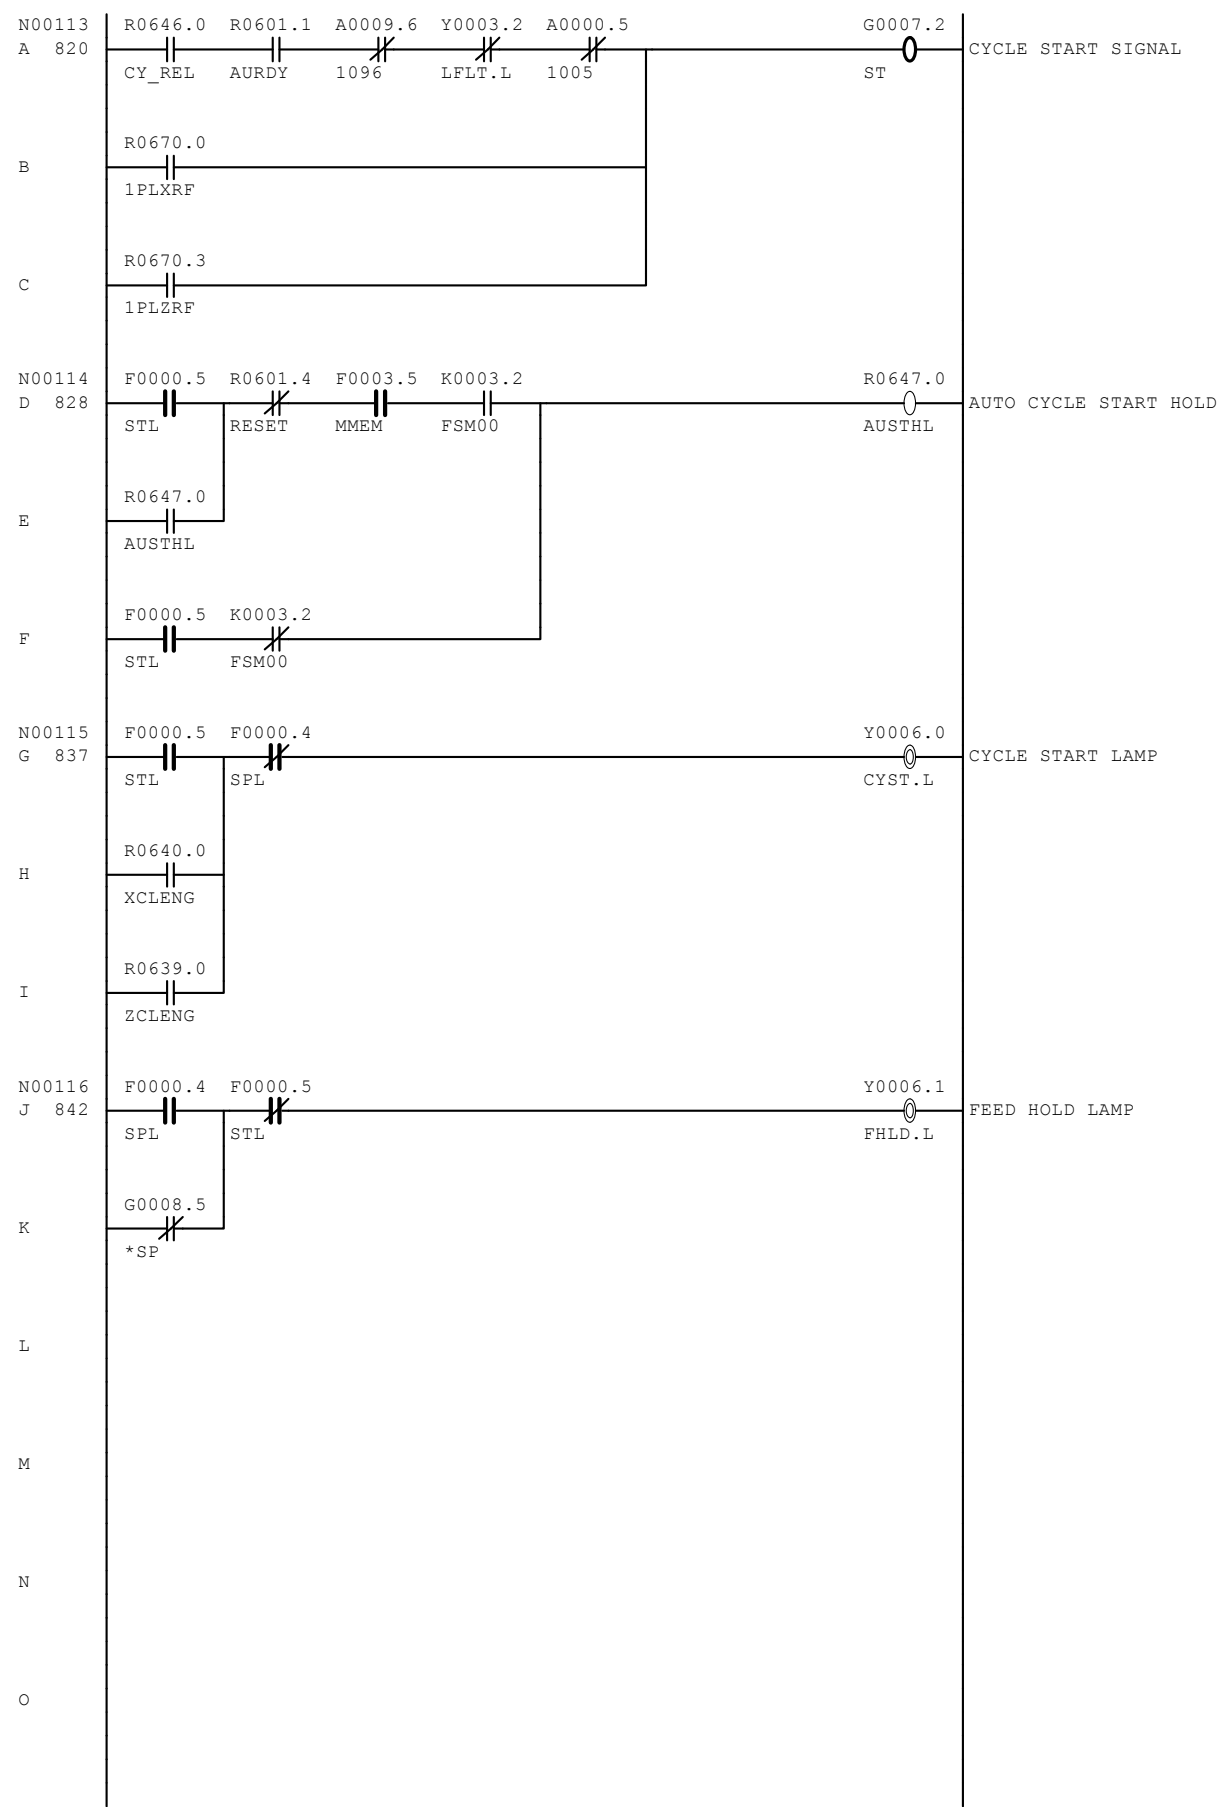 N00113 R0646.0 R0601.1 A0009.6 Y0003.2 A0000.5 G0007.2
A 820 CYCLE START SIGNAL
CY_REL AURDY 1096 LFLT.L 1005 ST
R0670.0
B
1PLXRF
R0670.3
C
1PLZRF
N00114 F0000.5 R0601.4 F0003.5 K0003.2 R0647.0
D 828 AUTO CYCLE START HOLD
STL RESET MMEM FSM00 AUSTHL
R0647.0
E
AUSTHL
F0000.5 K0003.2
F
STL FSM00
N00115 F0000.5 F0000.4 Y0006.0
G 837 CYCLE START LAMP
STL SPL CYST.L
R0640.0
H
XCLENG
R0639.0
I
ZCLENG
N00116 F0000.4 F0000.5 Y0006.1
J 842 FEED HOLD LAMP
SPL STL FHLD.L
G0008.5
K
*SP
L
M
N
O